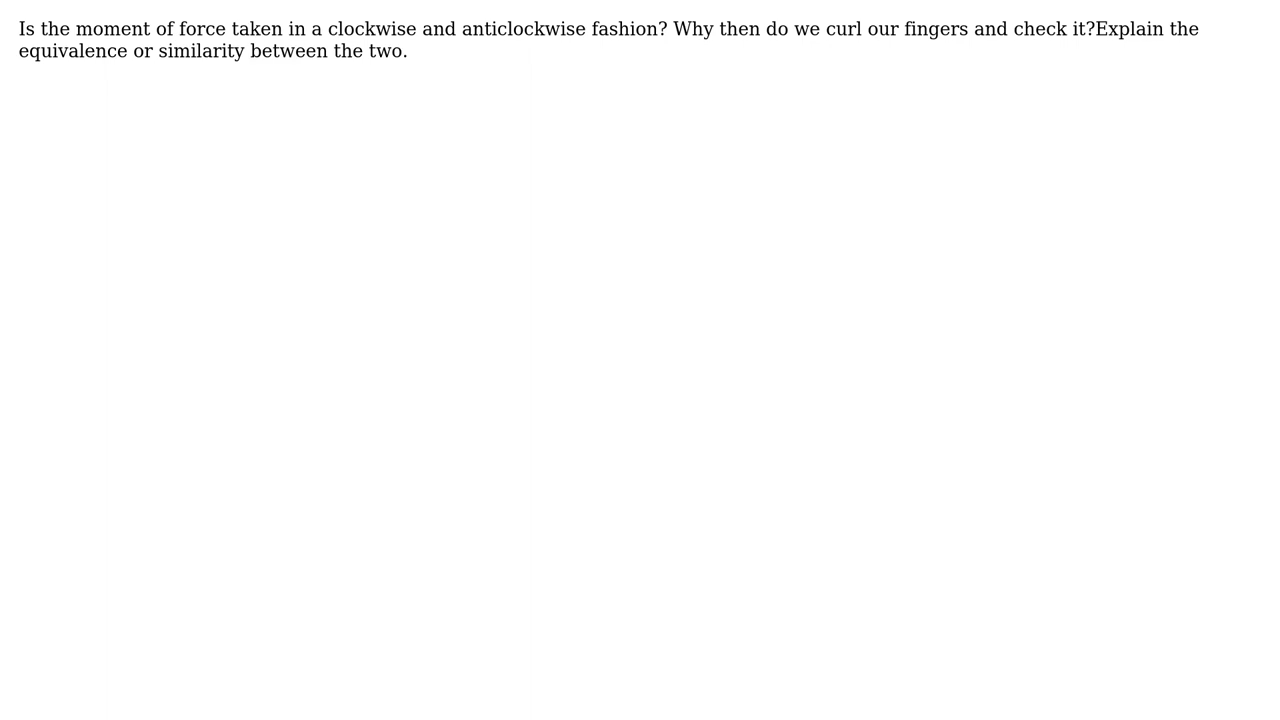 Is the moment of force taken in a clockwise and anticlockwise fashion? Why then do we curl our fingers and check it?Explain the
equivalence or similarity between the two.